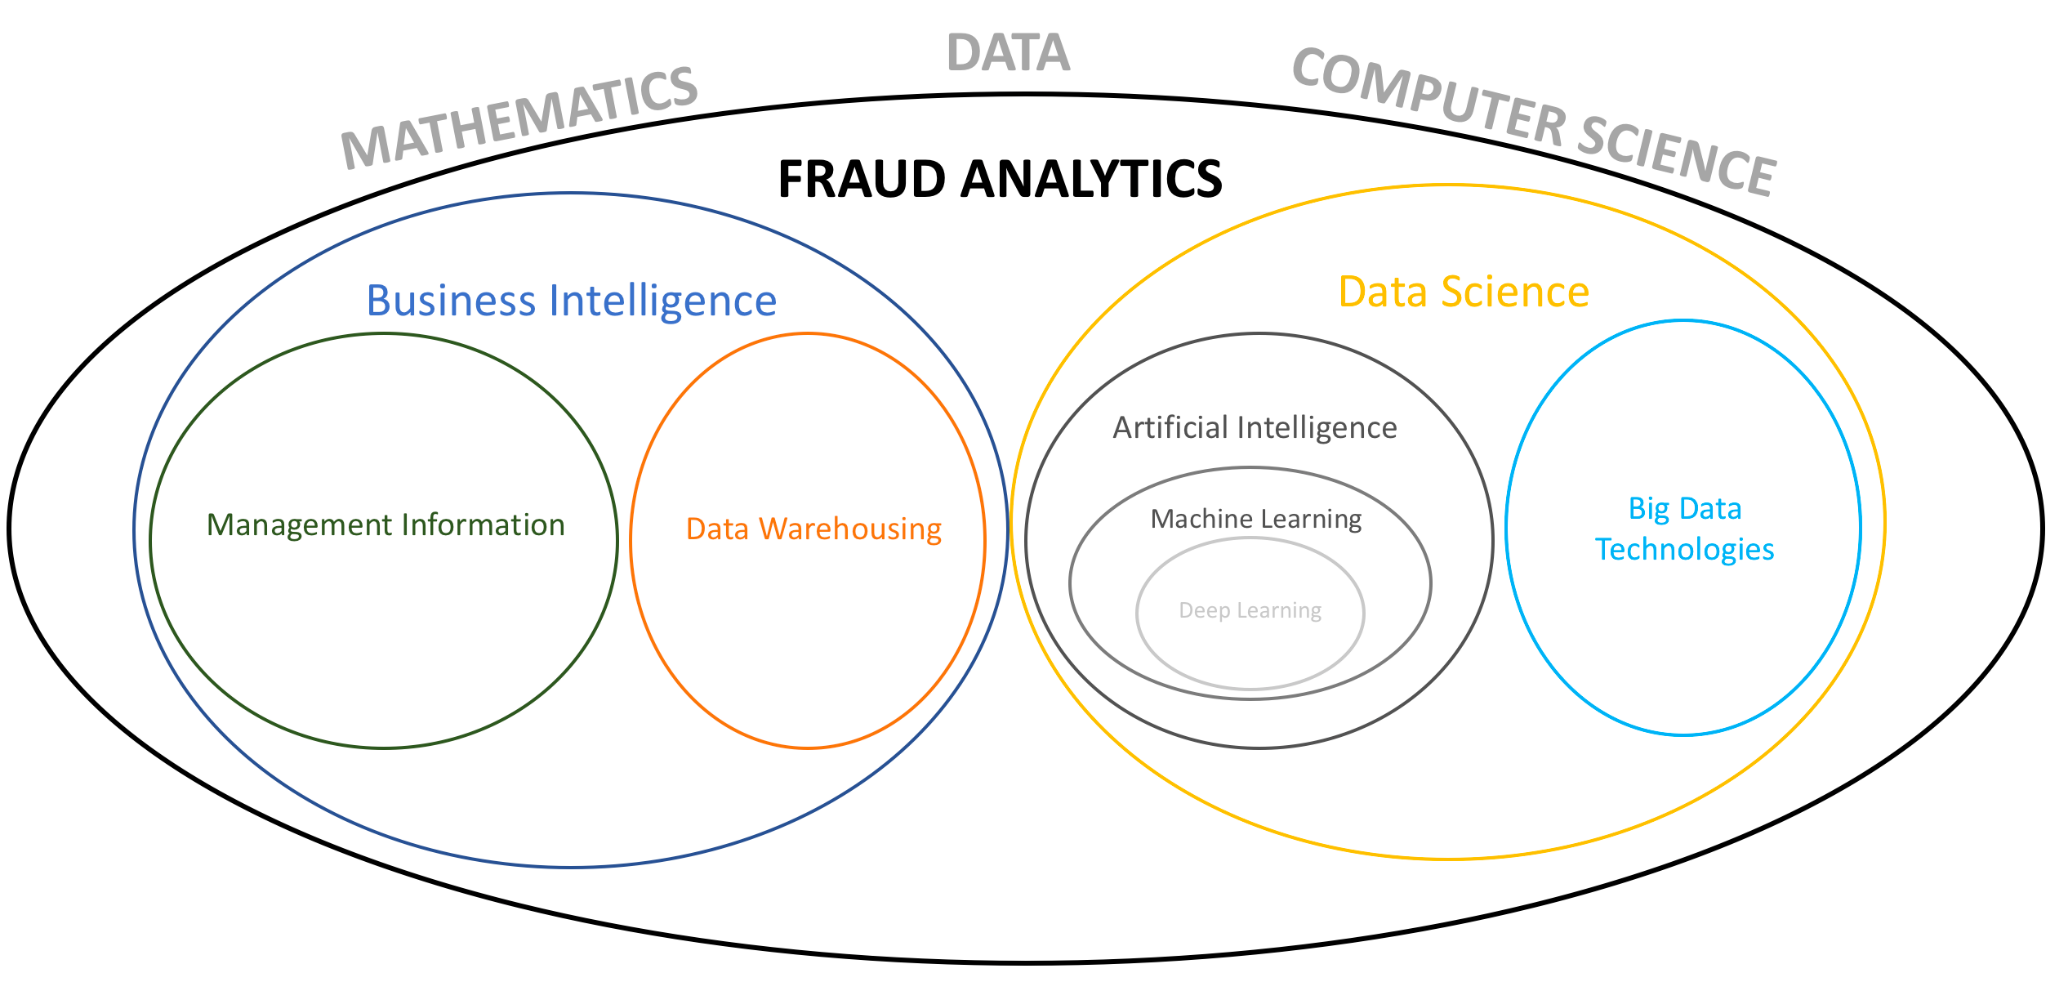 MATHEMATICS
DATA
COMPUTER SCIENCE
FRAUD ANALYTICS
Business Intelligence
Management Information
Data Warehousing
Data Science
Artificial Intelligence
Machine Learning
Deep Learning
Big Data
Technologies